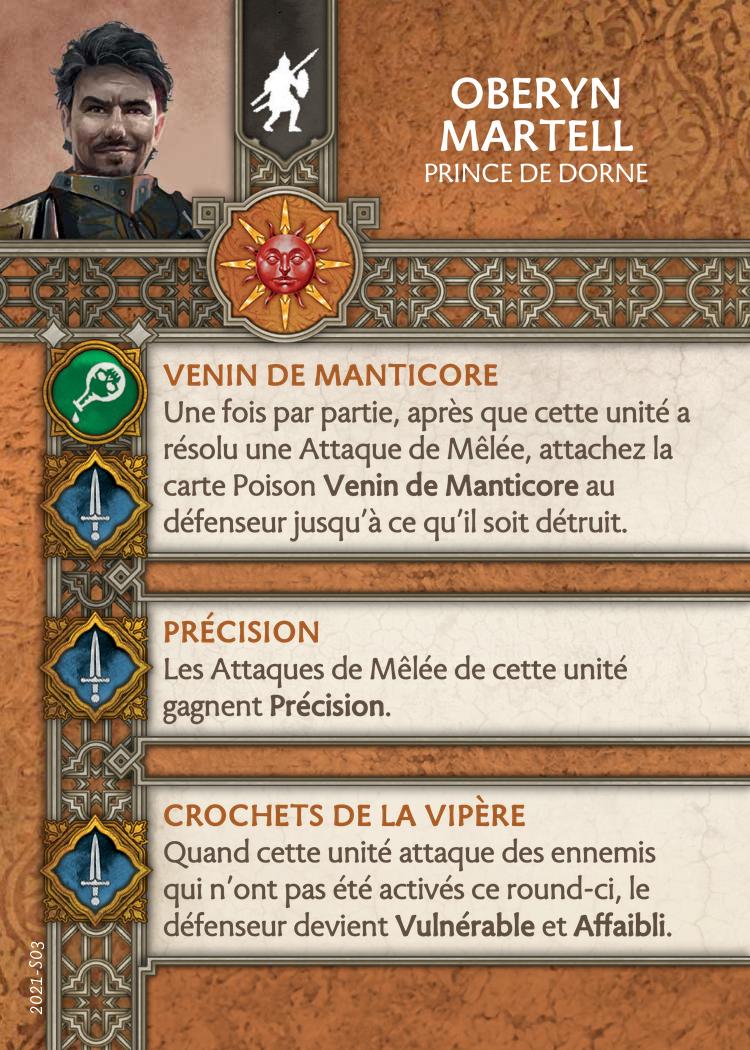 OBERYN
MARTELL
PRINCE DE DORNE
VENIN DE MANTICORE
Une fois par partie, après que cette unité a
résolu une Attaque de Mêlée, attachez la
carte Poison Venin de Manticore au
défenseur jusqu'à ce qu'il soit détruit.
PRÉCISION
Les Attaques de Mêlée de cette unité
gagnent Précision.
CROCHETS DE LA VIPÈRE
Quand cette unité attaque des ennemis
qui n'ont pas été activés ce round-ci, le
défenseur devient Vulnérable et Affaibli.
2021-S03